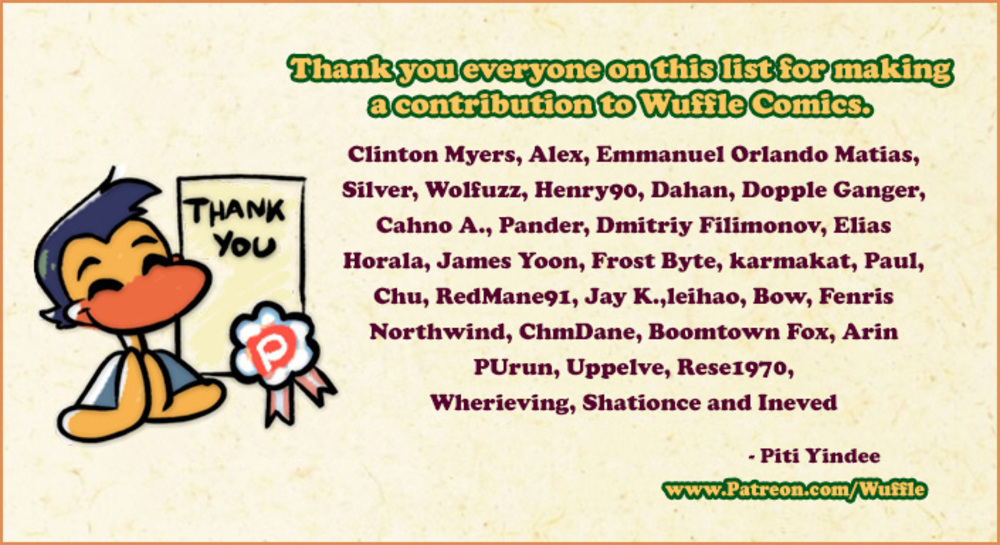 Thank you everyone on this list for making
a contribution to Wuffle Comics.
THANK
YOU
Clinton Myers, Alex, Emmanuel Orlando Matias,
Silver, Wolfuzz, Henry90, Dahan, Dopple Ganger,
Cahno A., Pander, Dmitriy Filimonov, Elias
Horala, James Yoon, Frost Byte, karmakat, Paul,
Chu, RedMane91, Jay K.,leihao, Bow, Fenris
Northwind, ChmDane, Boomtown Fox, Arin
PUrun, Uppelve, Rese1970,
Wherieving, Shationce and Ineved
- Piti Yindee
www.Patreon.com/Wuffle